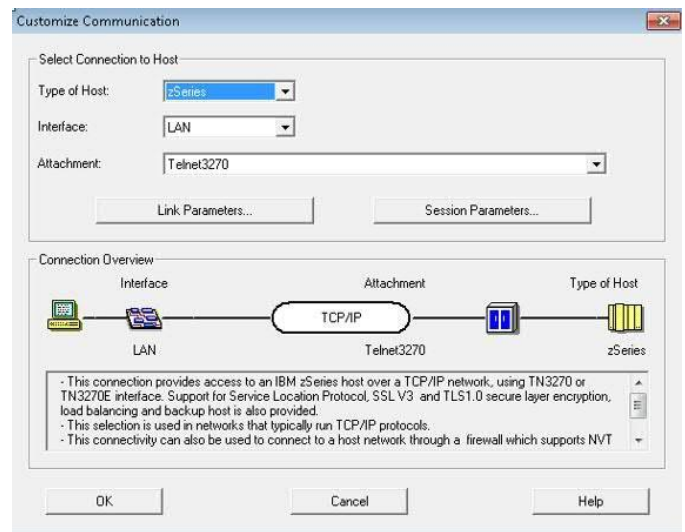 Customize Communication
Select Connection to Host
Type of Host: zSeries
Interface: LAN
Attachment: Telnet3270
Link Parameters... Session Parameters...
Connection Overview
Interface Attachment Type of Host
TCP/IP
LAN Telnet3270 zSeries
- This connection provides access to an IBM zSeries host over a TCP/IP network, using TN3270 or
TN3270E interface. Support for Service Location Protocol, SSL V3 and TLS1.0 secure layer encryption,
load balancing and backup host is also provided.
- This selection is used in networks that typically run TCP/IP protocols.
- This connectivity can also be used to connect to a host network through a firewall which supports NVT
OK Cancel Help